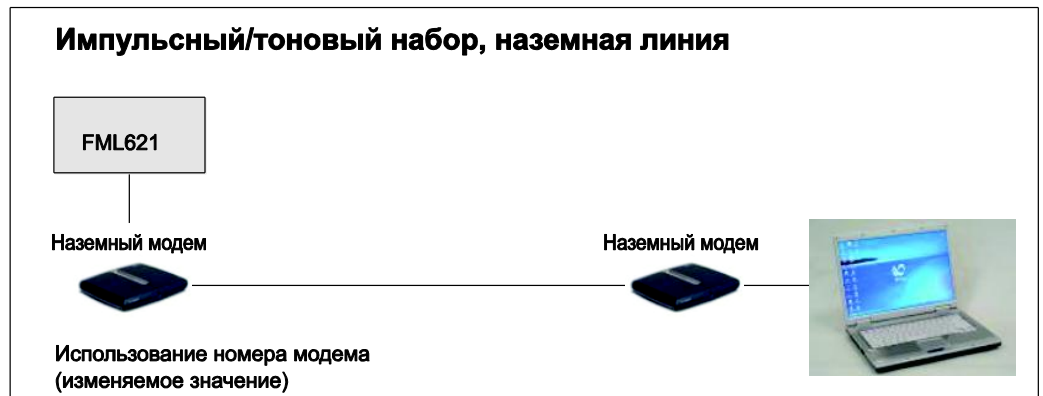 Импульсный/тоновый набор, наземная линия
FML621
Наземный модем
Наземный модем
Использование номера модема
(изменяемое значение)